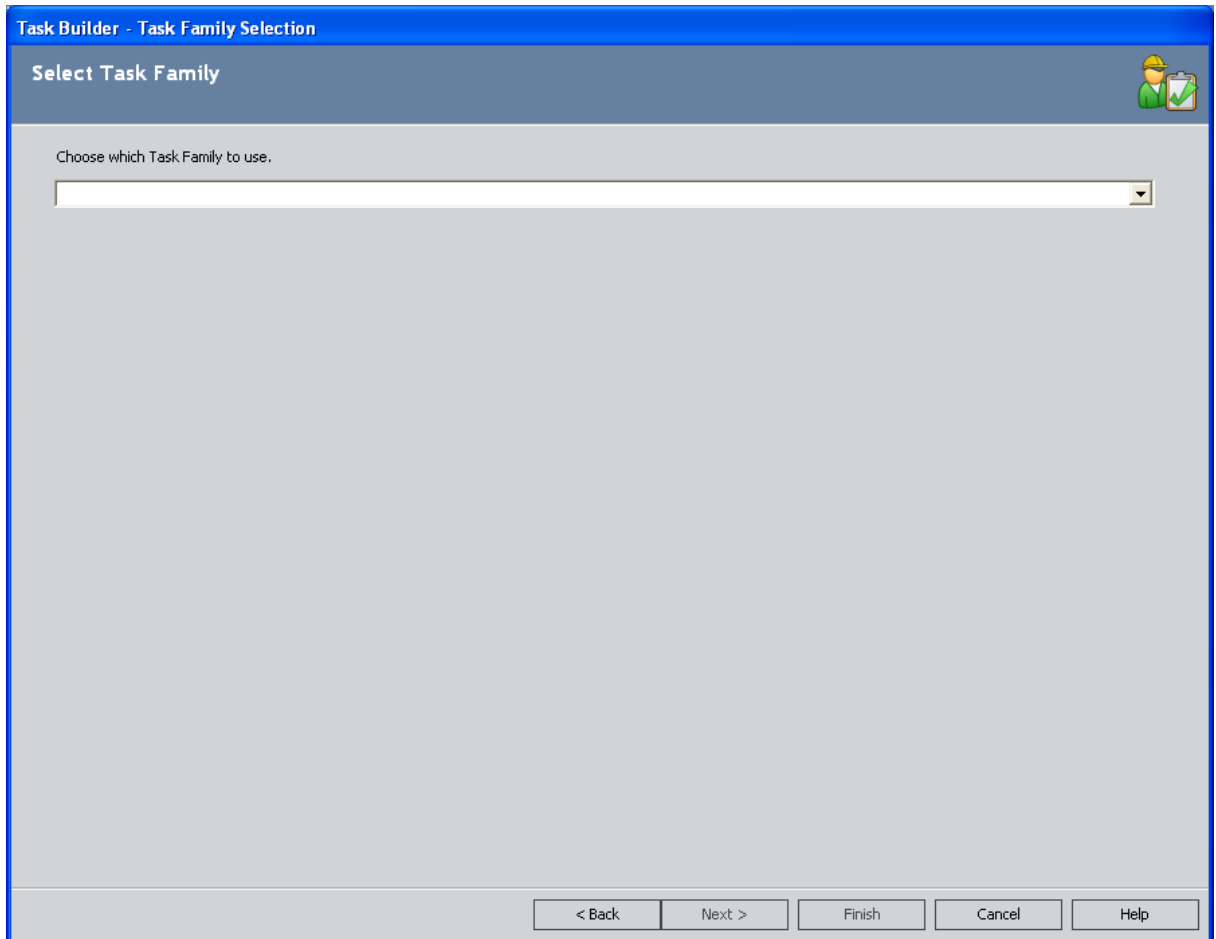 Task Builder - Task Family Selection
Select Task Family
Choose which Task Family to use.
< Back Next > Finish Cancel Help